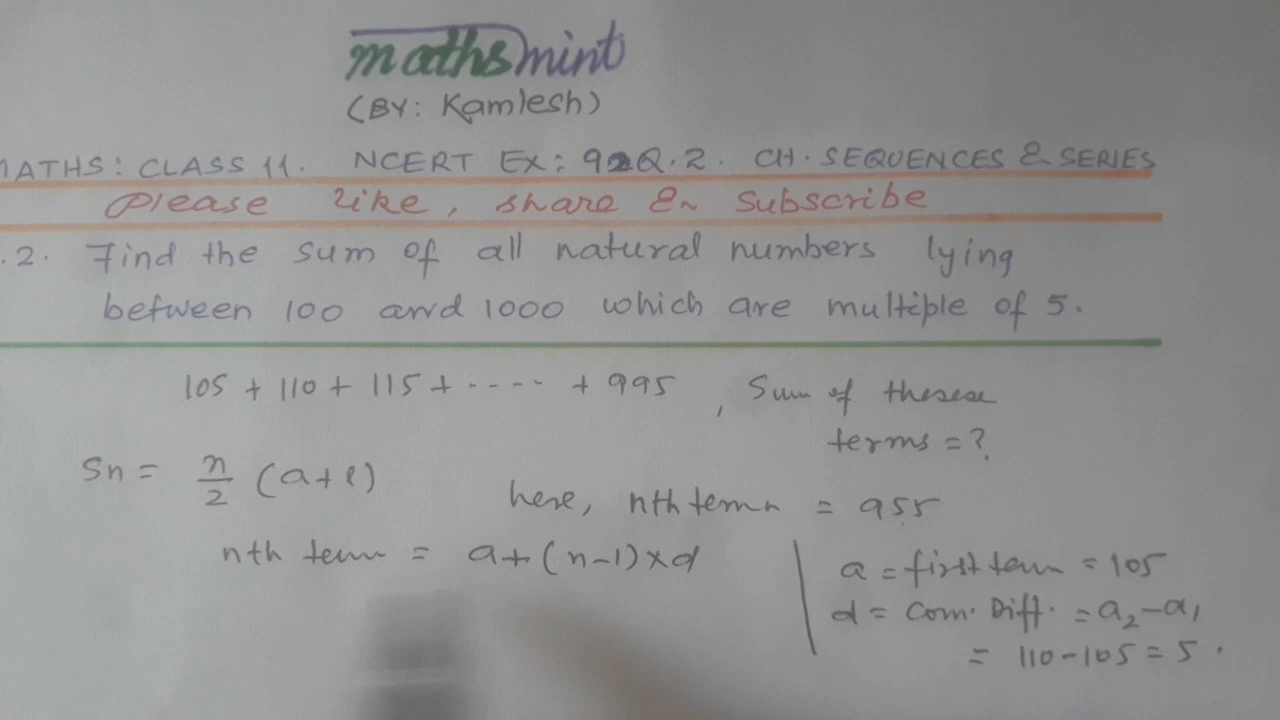 mathsmint
(BY: Kamlesh)
MATHS: CLASS 11. NCERT EX: 9.2 Q.2. CH. SEQUENCES & SERIES
Please like, share & Subscribe
.2. Find the sum of all natural numbers lying
between 100 and 1000 which are multiple of 5.
105 + 110 + 115 + ---- + 995 , Sum of thesese
terms = ?
Sn = n/2 (a+l)
here, nth term = 955
nth term = a+(n-1)×d
a = first term = 105
d = Com. Diff. = a₂-a₁
= 110-105 = 5.